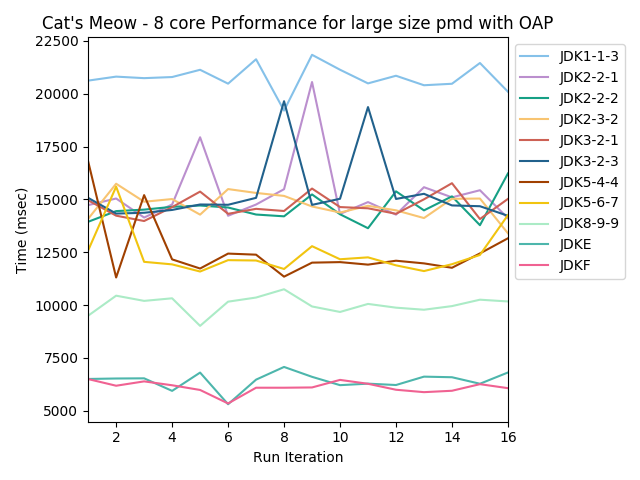 Cat's Meow - 8 core Performance for large size pmd with OAP
22500
20000
17500
15000
12500
10000
7500
5000
Time (msec)
2 4 6 8 10 12 14 16
Run Iteration
JDK1-1-3
JDK2-2-1
JDK2-2-2
JDK2-3-2
JDK3-2-1
JDK3-2-3
JDK5-4-4
JDK5-6-7
JDK8-9-9
JDKE
JDKF